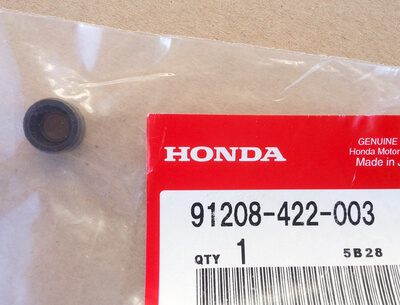 GENUINE
Honda Motor
Made in J
HONDA
91208-422-003
QTY 1 5B28